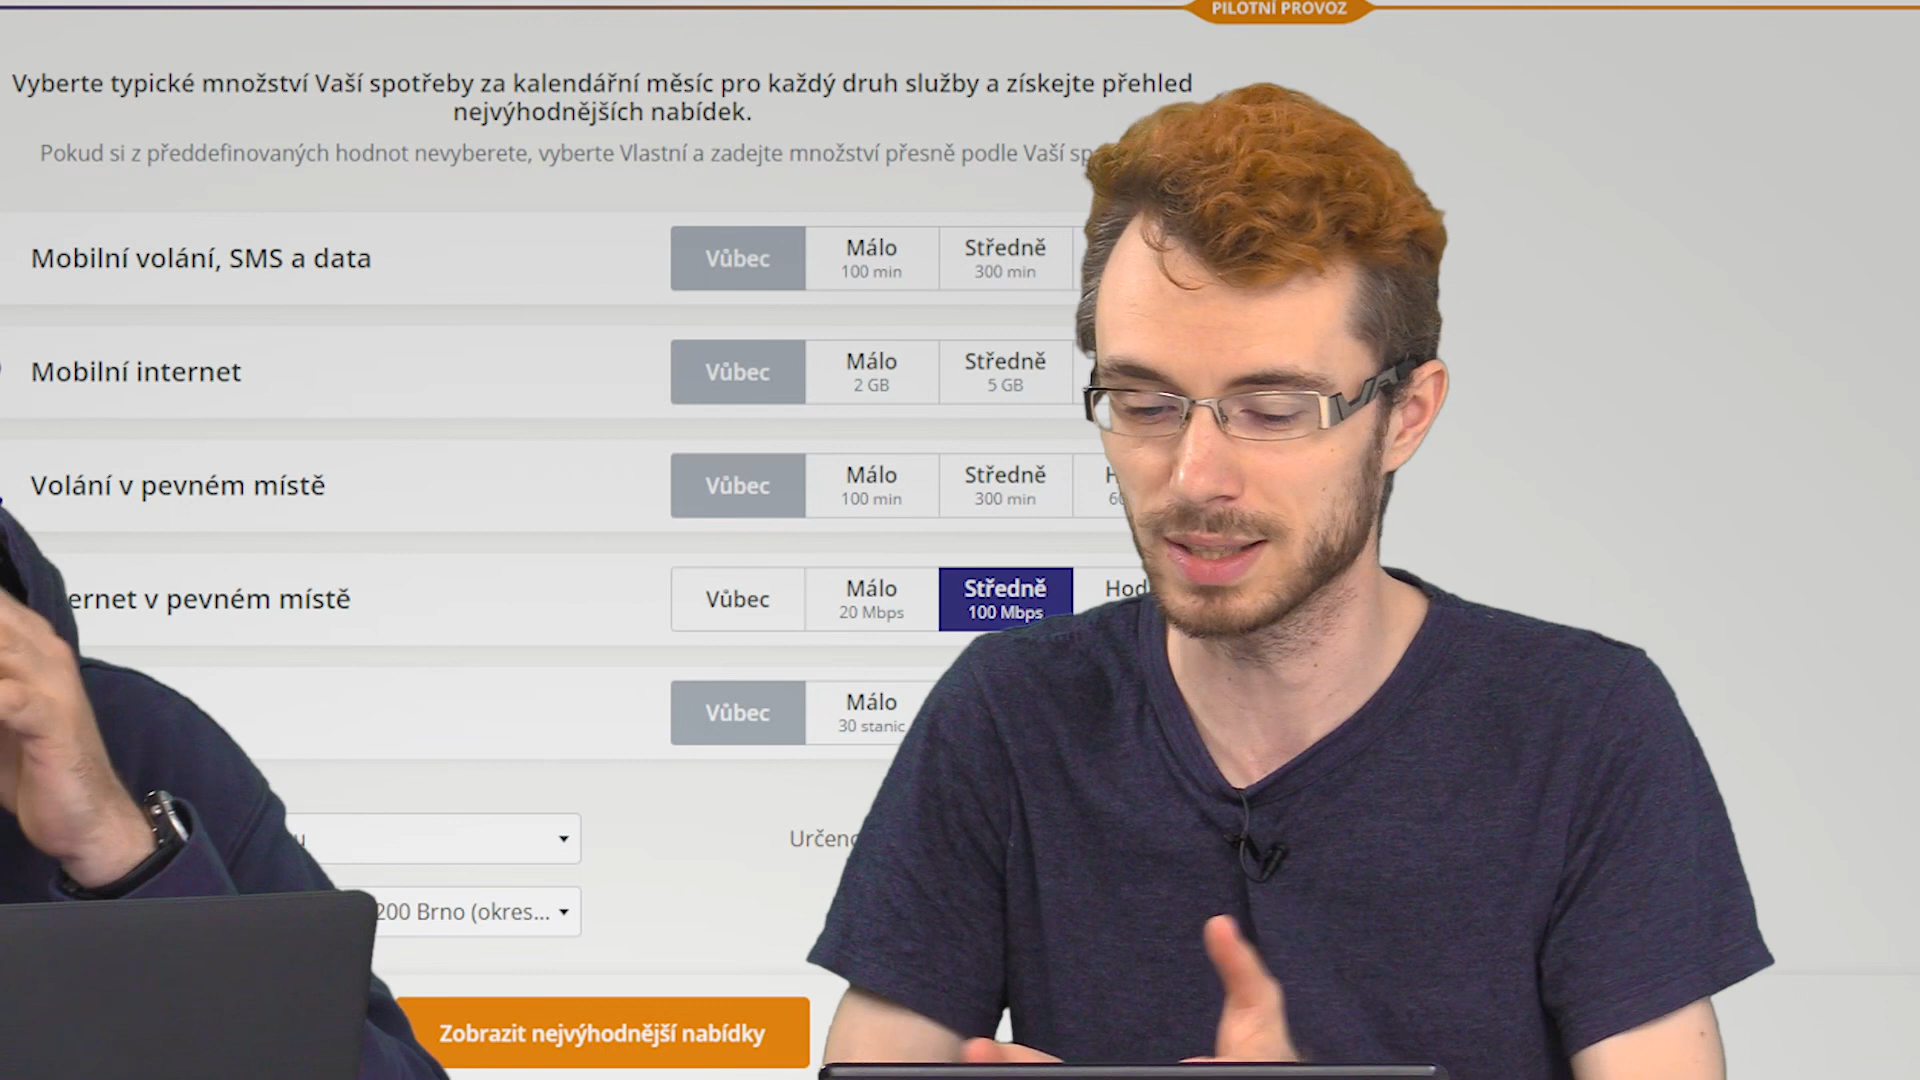 PILOTNÍ PROVOZ
Vyberte typické množství Vaší spotřeby za kalendářní měsíc pro každý druh služby a získejte přehled
nejvýhodnějších nabídek.
Pokud si z předdefinovaných hodnot nevyberete, vyberte Vlastní a zadejte množství přesně podle Vaší
Mobilní volání, SMS a data
Vůbec
Málo
100 min
Středně
300 min
Mobilní internet
Vůbec
Málo
2 GB
Středně
5 GB
Volání v pevném místě
Vůbec
Málo
100 min
Středně
300 min
ernet v pevném místě
Vůbec
Málo
20 Mbps
Středně
100 Mbps
Hod
Vůbec
Málo
30 stanic
Určeno
200 Brno (okres...
Zobrazit nejvýhodnější nabídky